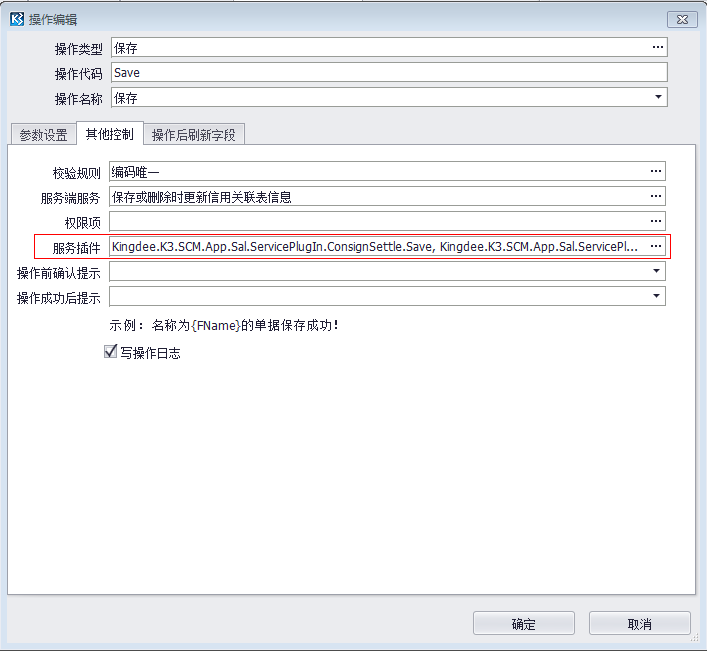 操作编辑
操作类型 保存 ...
操作代码 Save
操作名称 保存
参数设置 其他控制 操作后刷新字段
校验规则 编码唯一 ...
服务端服务 保存或删除时更新信用关联表信息 ...
权限项 ...
服务插件 Kingdee.K3.SCM.App.Sal.ServicePlugIn.ConsignSettle.Save, Kingdee.K3.SCM.App.Sal.ServicePl... ...
操作前确认提示
操作成功后提示
示例：名称为{FName}的单据保存成功！
写操作日志
确定 取消